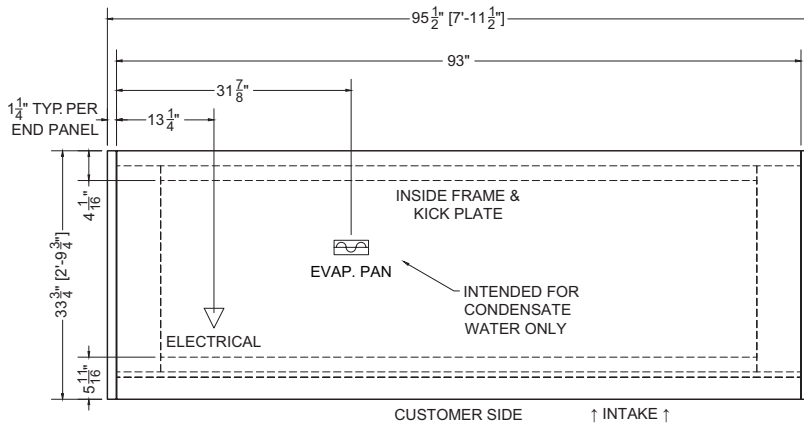 95 1/2" [7'-11 1/2"]
93"
31 7/8"
1 1/4" TYP. PER
END PANEL
13 1/4"
4 1/16"
INSIDE FRAME &
KICK PLATE
33 3/4" [2'-9 3/4"]
EVAP. PAN
INTENDED FOR
CONDENSATE
WATER ONLY
ELECTRICAL
5 11/16"
CUSTOMER SIDE
↑ INTAKE ↑